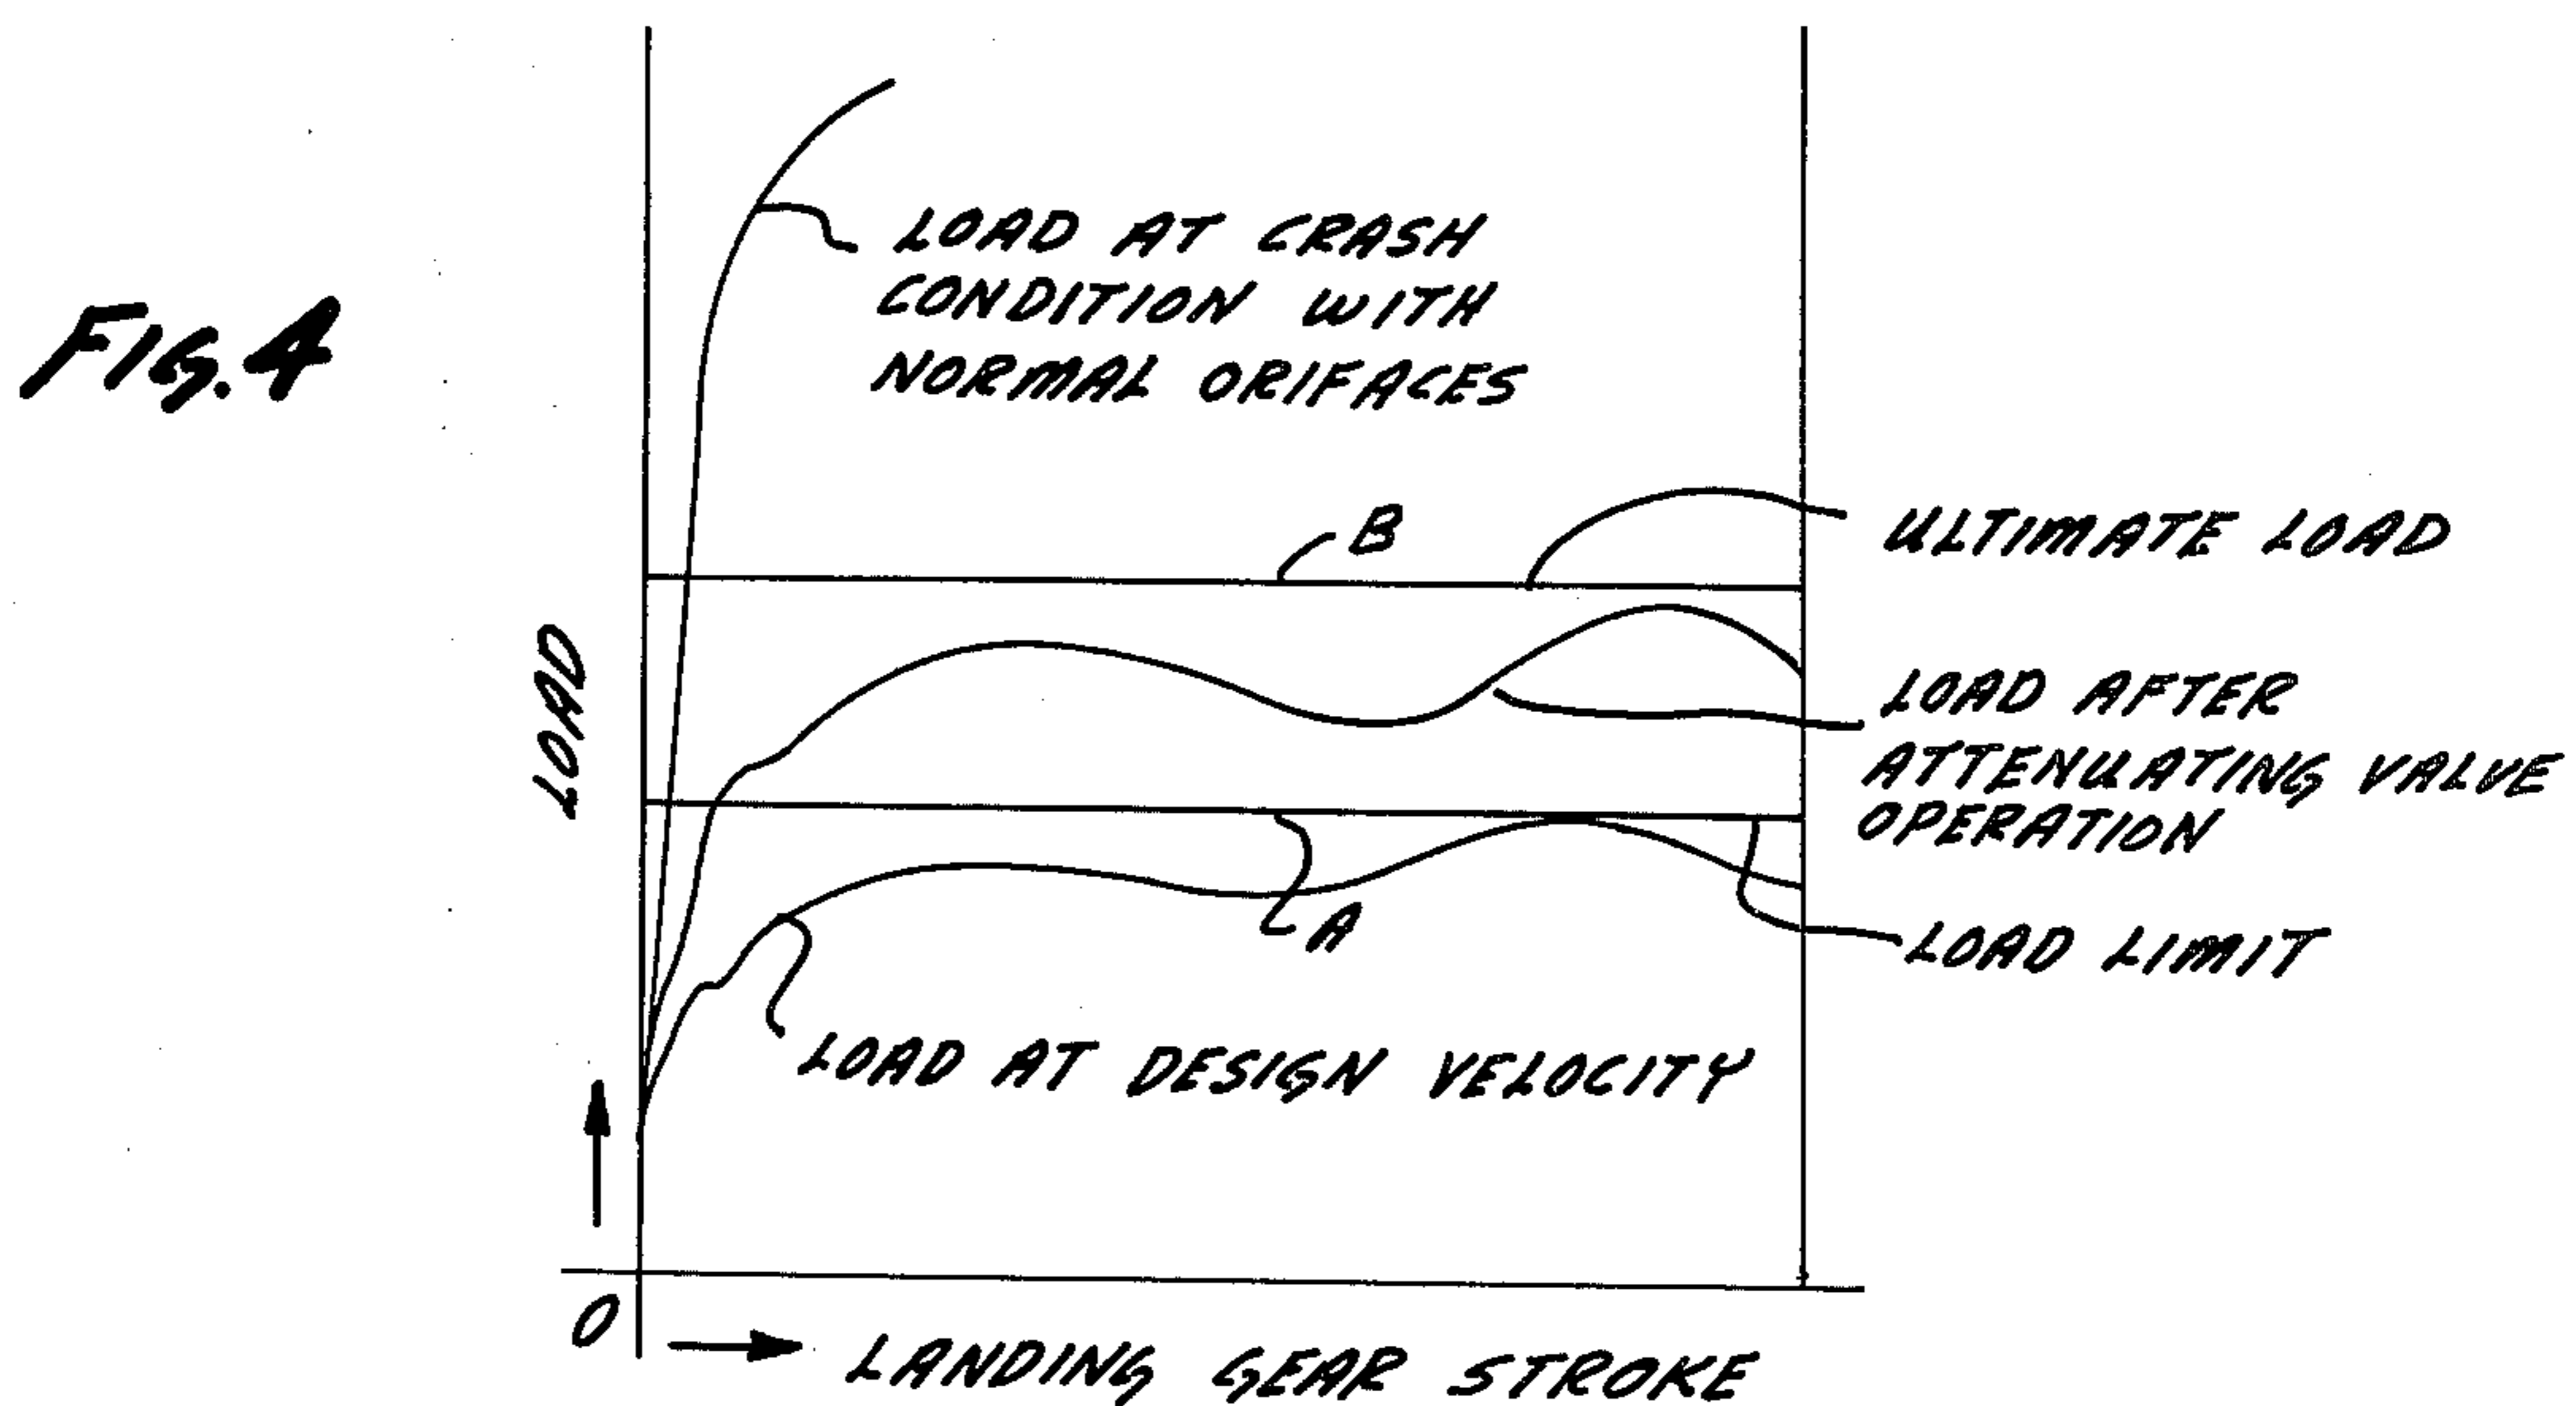 FIG. 4
LOAD AT CRASH
CONDITION WITH
NORMAL ORIFACES
B
ULTIMATE LOAD
LOAD
LOAD AFTER
ATTENUATING VALVE
OPERATION
A
LOAD LIMIT
LOAD AT DESIGN VELOCITY
O
LANDING GEAR STROKE